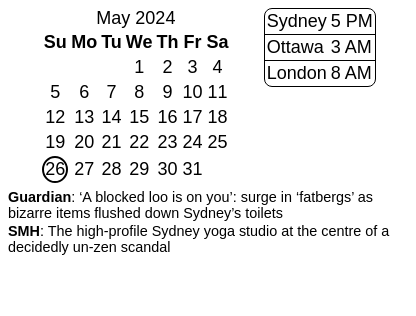 May 2024
Su Mo Tu We Th Fr Sa
1 2 3 4
5 6 7 8 9 10 11
12 13 14 15 16 17 18
19 20 21 22 23 24 25
26 27 28 29 30 31
Sydney 5 PM
Ottawa 3 AM
London 8 AM
Guardian: ‘A blocked loo is on you’: surge in ‘fatbergs’ as
bizarre items flushed down Sydney’s toilets
SMH: The high-profile Sydney yoga studio at the centre of a
decidedly un-zen scandal